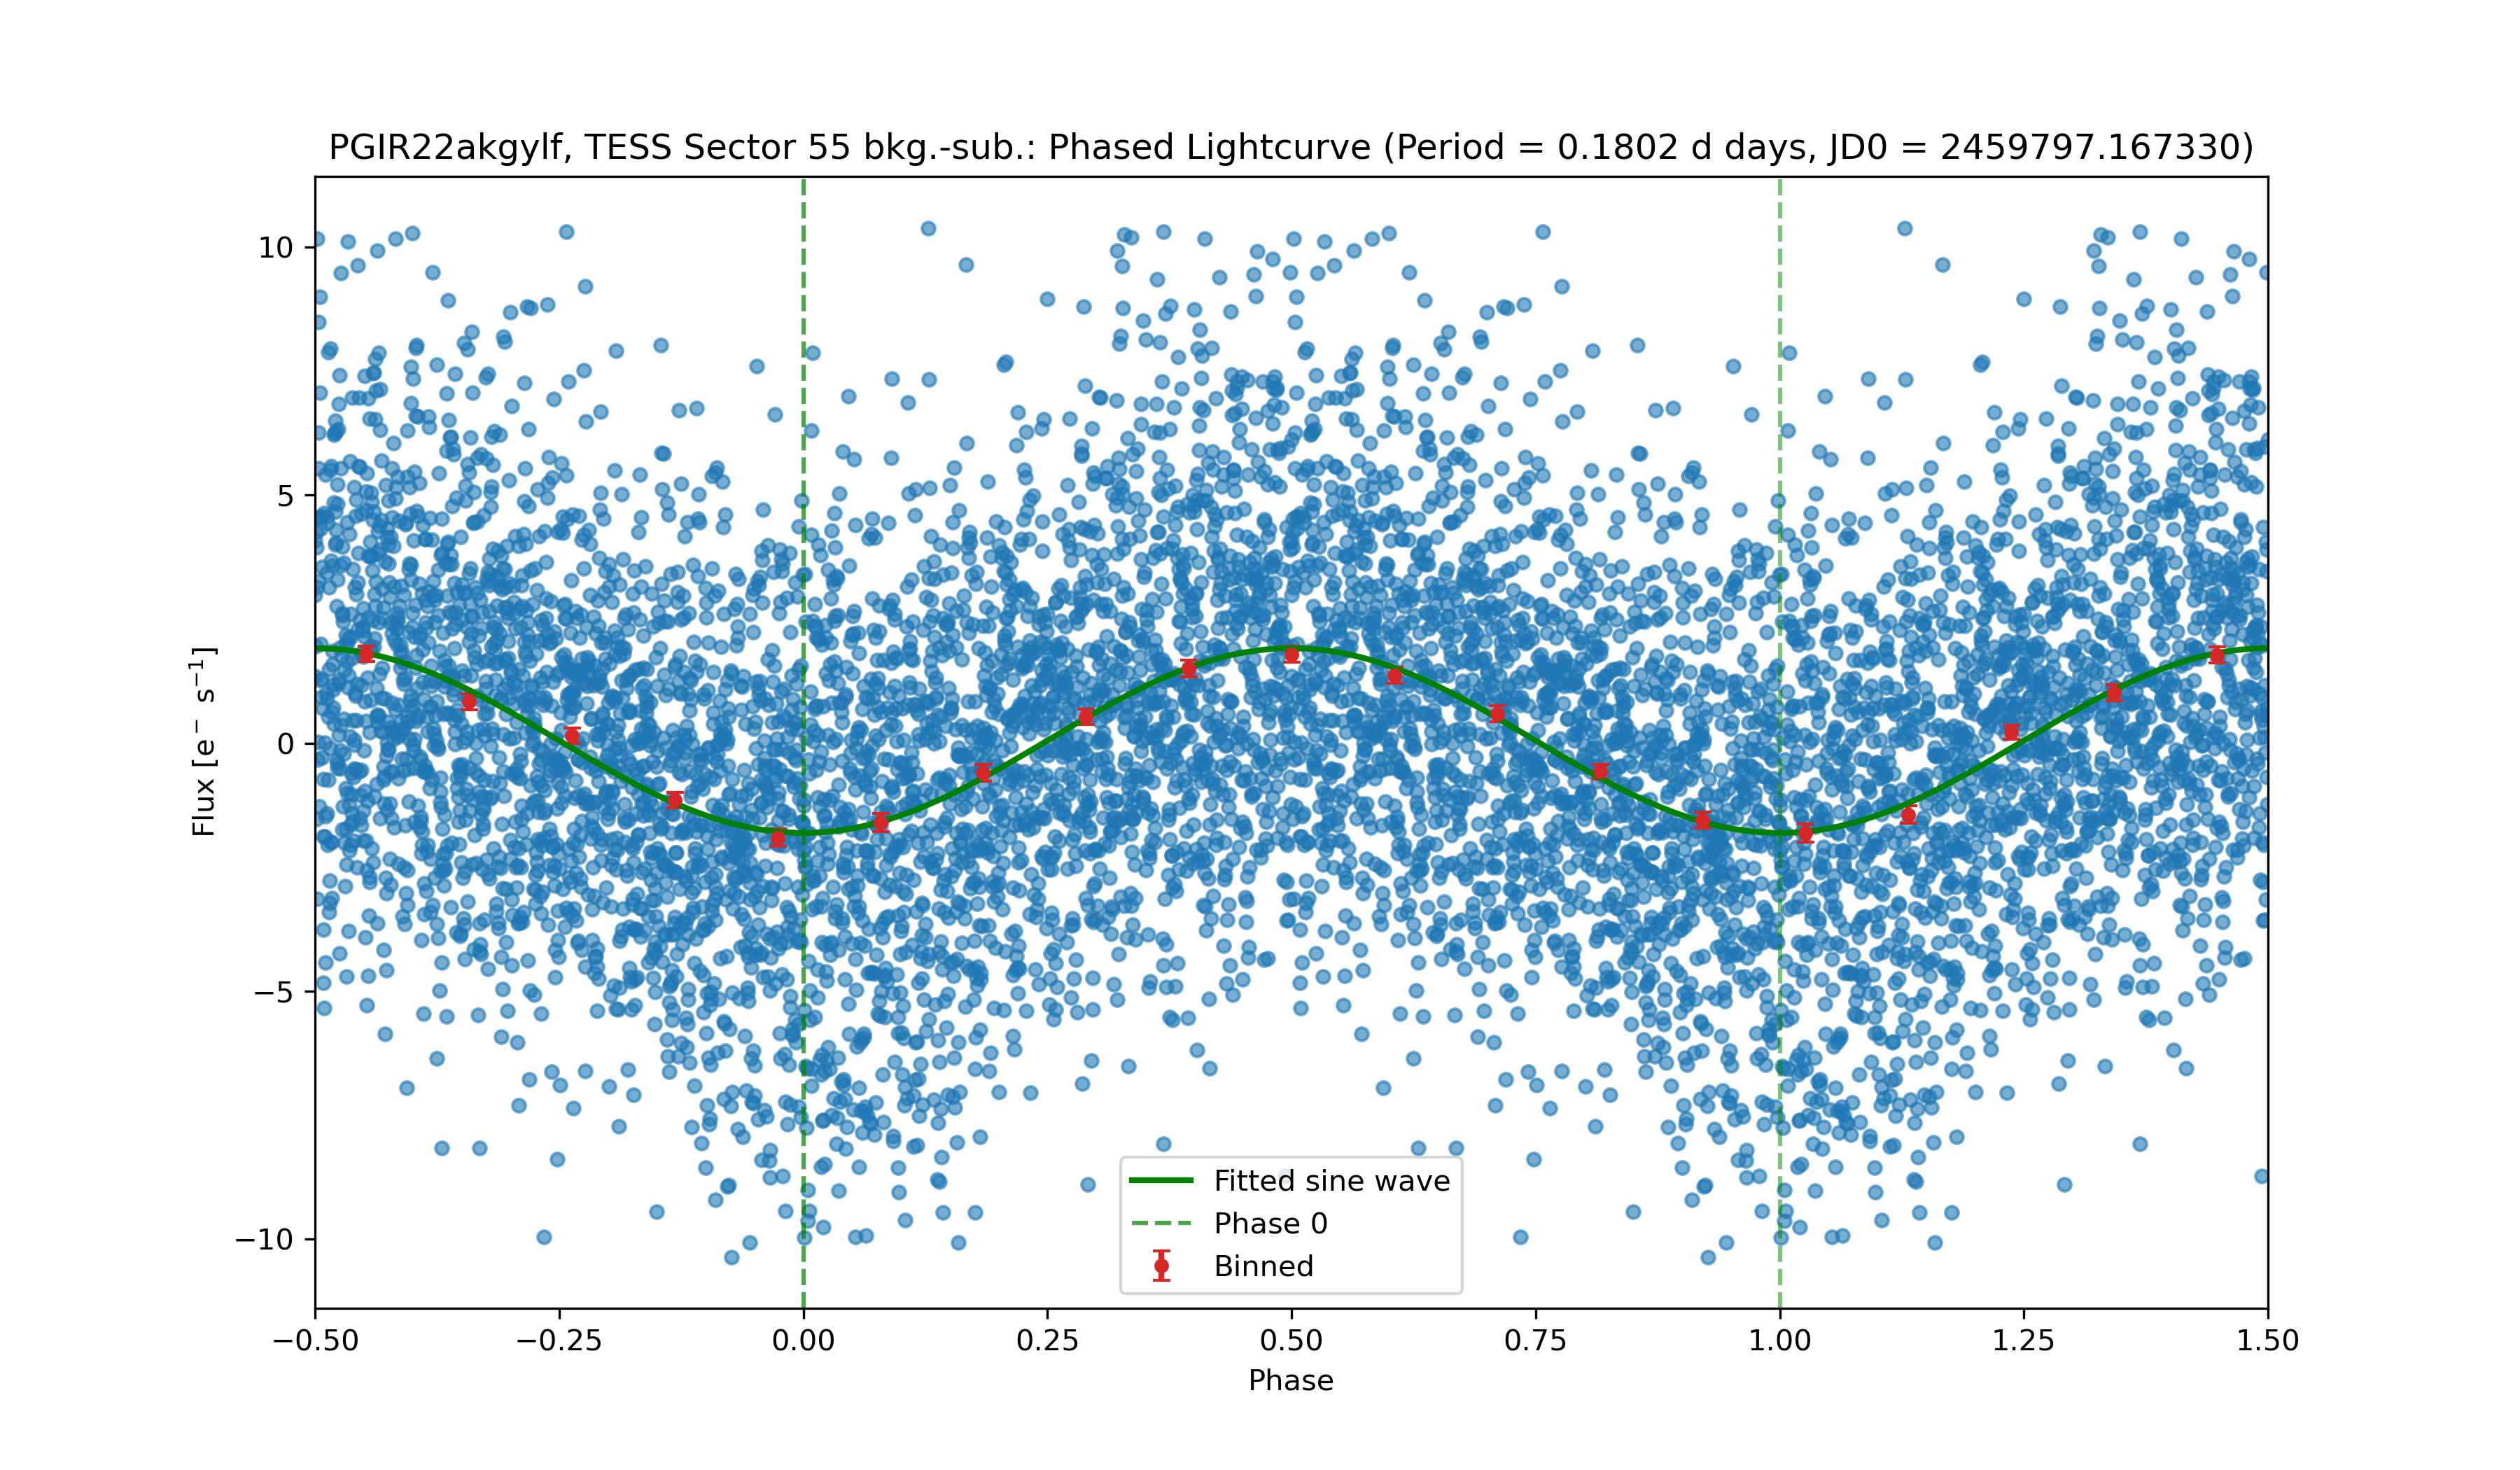 PGIR22akgylf, TESS Sector 55 bkg.-sub.: Phased Lightcurve (Period = 0.1802 d days, JD0 = 2459797.167330)
10
5
0
−5
−10
Flux [e⁻ s⁻¹]
Fitted sine wave
Phase 0
Binned
−0.50 −0.25 0.00 0.25 0.50 0.75 1.00 1.25 1.50
Phase